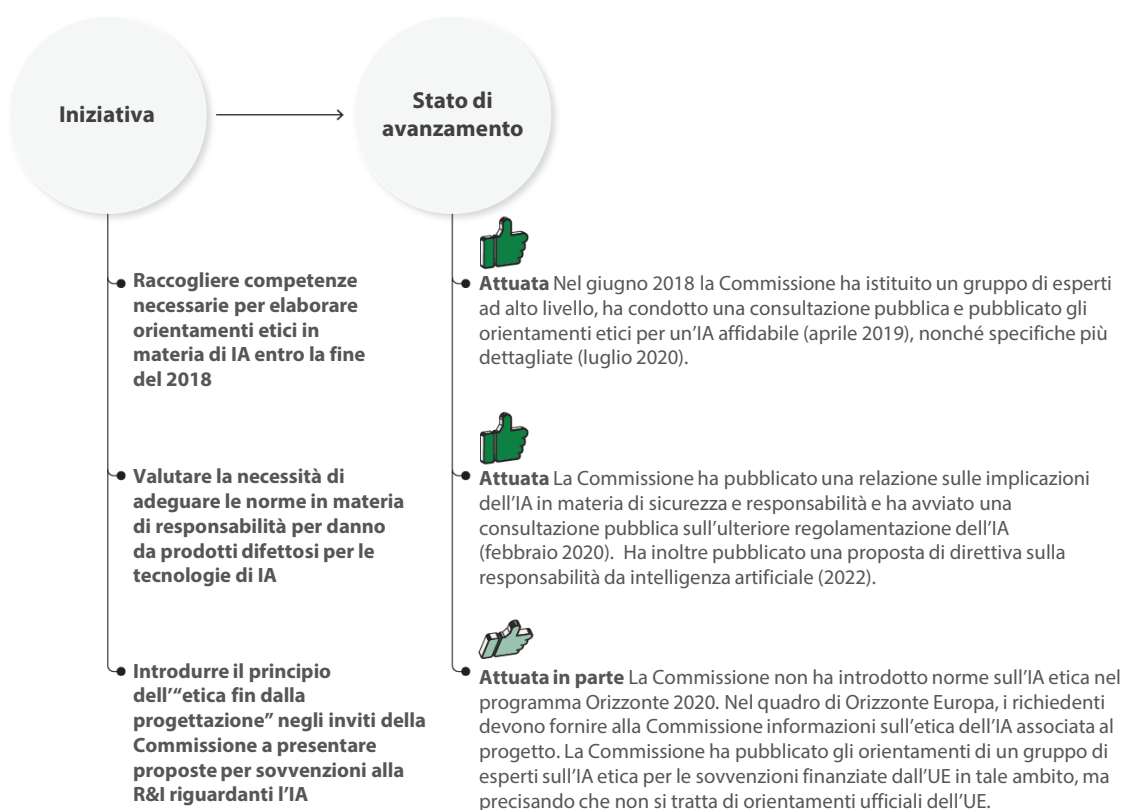 Iniziativa
Stato di
avanzamento
Raccogliere competenze
necessarie per elaborare
orientamenti etici in
materia di IA entro la fine
del 2018
Attuata Nel giugno 2018 la Commissione ha istituito un gruppo di esperti
ad alto livello, ha condotto una consultazione pubblica e pubblicato gli
orientamenti etici per un'IA affidabile (aprile 2019), nonché specifiche più
dettagliate (luglio 2020).
Valutare la necessità di
adeguare le norme in materia
di responsabilità per danno
da prodotti difettosi per le
tecnologie di IA
Attuata La Commissione ha pubblicato una relazione sulle implicazioni
dell'IA in materia di sicurezza e responsabilità e ha avviato una
consultazione pubblica sull'ulteriore regolamentazione dell'IA
(febbraio 2020). Ha inoltre pubblicato una proposta di direttiva sulla
responsabilità da intelligenza artificiale (2022).
Introdurre il principio
dell'"etica fin dalla
progettazione" negli inviti della
Commissione a presentare
proposte per sovvenzioni alla
R&I riguardanti l'IA
Attuata in parte La Commissione non ha introdotto norme sull'IA etica nel
programma Orizzonte 2020. Nel quadro di Orizzonte Europa, i richiedenti
devono fornire alla Commissione informazioni sull'etica dell'IA associata al
progetto. La Commissione ha pubblicato gli orientamenti di un gruppo di
esperti sull'IA etica per le sovvenzioni finanziate dall'UE in tale ambito, ma
precisando che non si tratta di orientamenti ufficiali dell'UE.